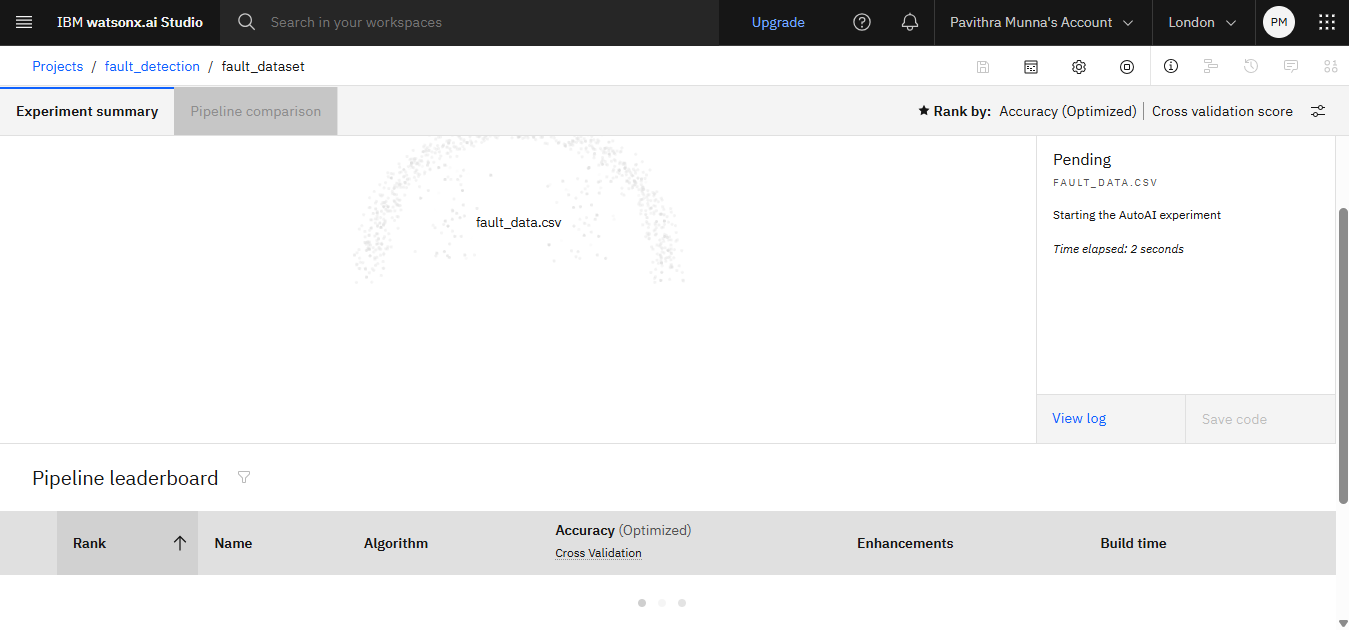 IBM watsonx.ai Studio
Search in your workspaces
Upgrade
Pavithra Munna's Account
London
PM
Projects / fault_detection / fault_dataset
Experiment summary
Pipeline comparison
Rank by: Accuracy (Optimized) | Cross validation score
fault_data.csv
Pending
FAULT_DATA.CSV
Starting the AutoAI experiment
Time elapsed: 2 seconds
View log
Save code
Pipeline leaderboard
Rank
Name
Algorithm
Accuracy (Optimized)
Cross Validation
Enhancements
Build time